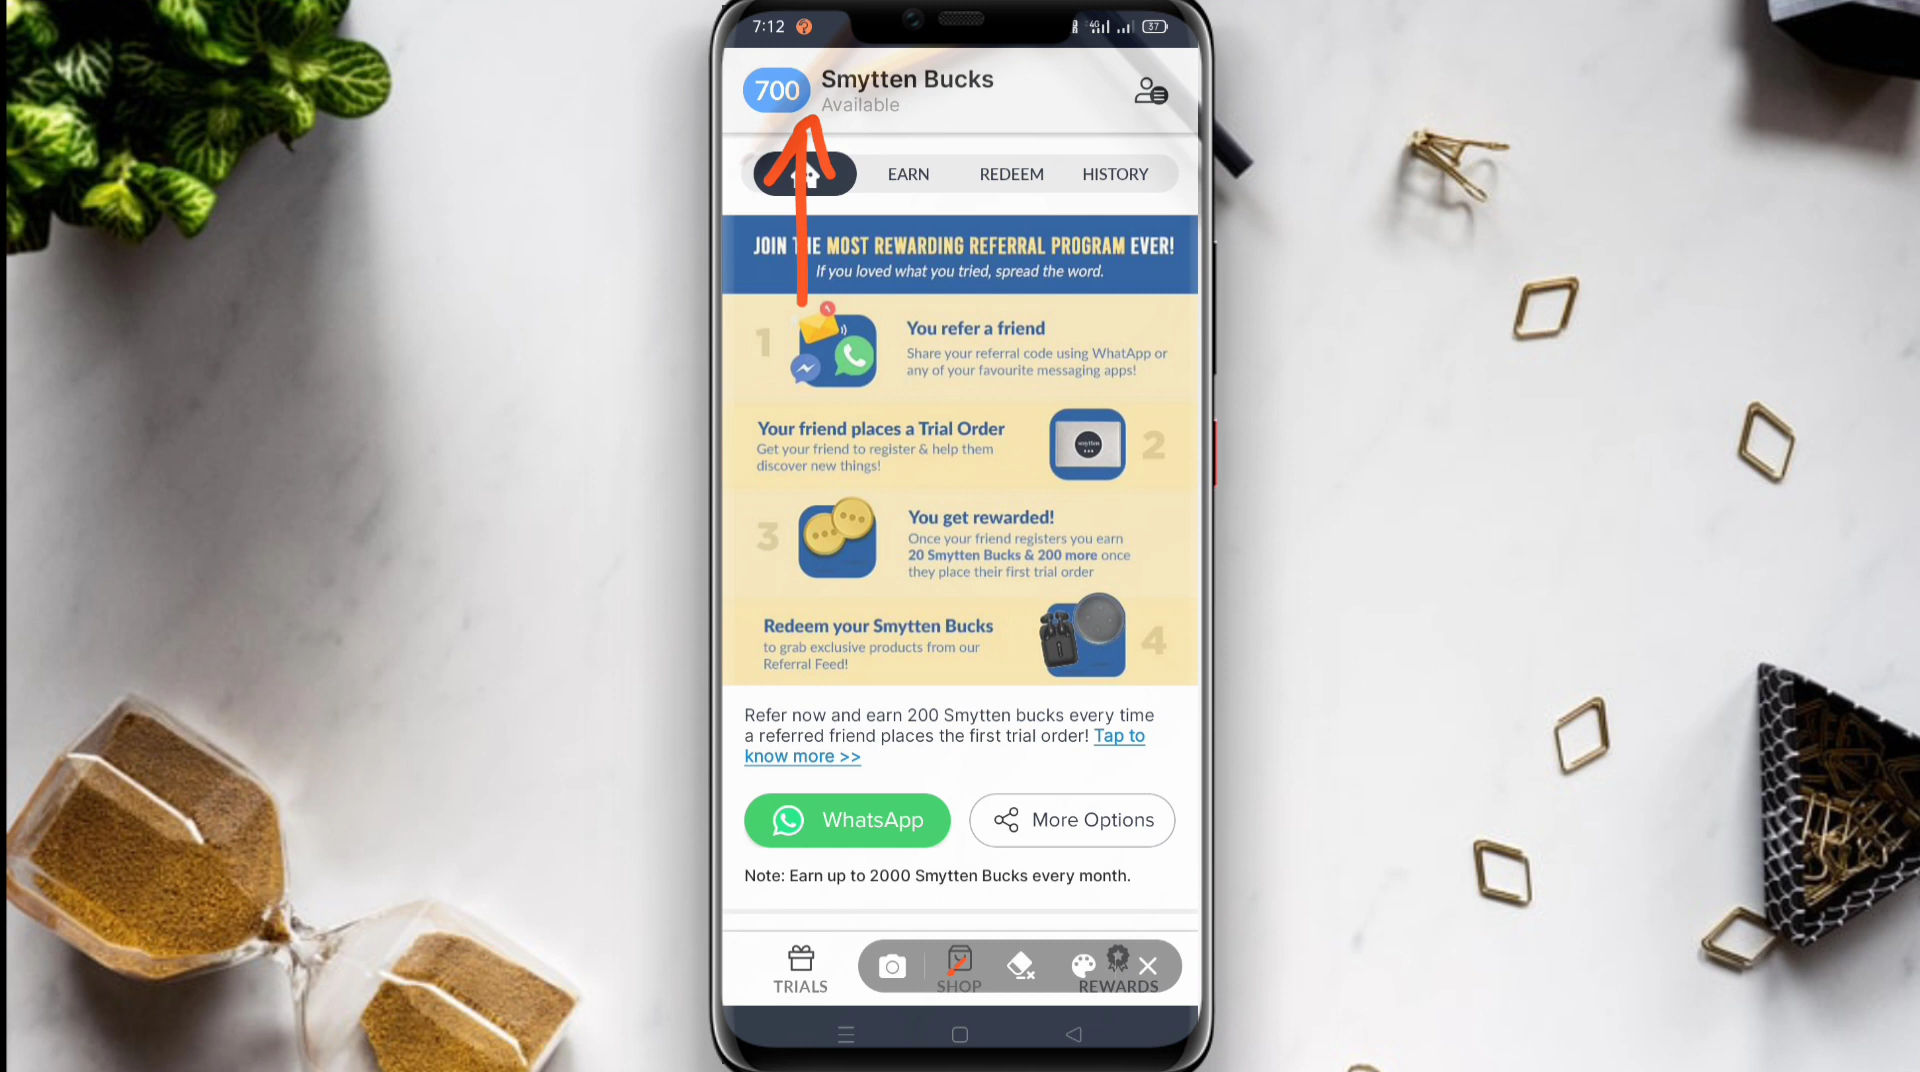 7:12
4G
37
700
Smytten Bucks
Available
EARN
REDEEM
HISTORY
JOIN THE MOST REWARDING REFERRAL PROGRAM EVER!
If you loved what you tried, spread the word.
1
You refer a friend
Share your referral code using WhatApp or
any of your favourite messaging apps!
Your friend places a Trial Order
Get your friend to register & help them
discover new things!
smytten
2
3
You get rewarded!
Once your friend registers you earn
20 Smytten Bucks & 200 more once
they place their first trial order
Redeem your Smytten Bucks
to grab exclusive products from our
Referral Feed!
4
Refer now and earn 200 Smytten bucks every time
a referred friend places the first trial order! Tap to
know more >>
WhatsApp
More Options
Note: Earn up to 2000 Smytten Bucks every month.
TRIALS
SHOP
REWARDS